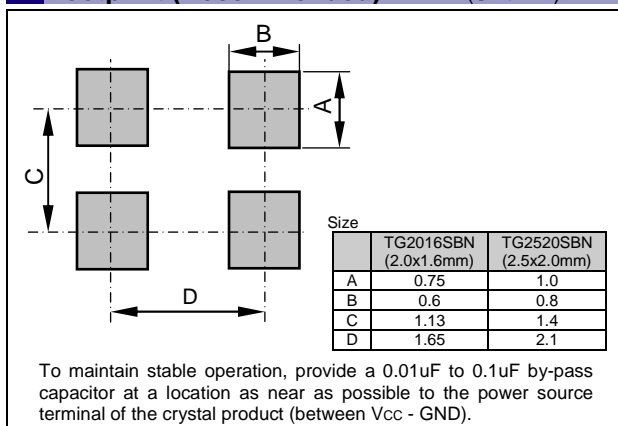 B
A
C
D
Size
TG2016SBN TG2520SBN
(2.0x1.6mm) (2.5x2.0mm)
A 0.75 1.0
B 0.6 0.8
C 1.13 1.4
D 1.65 2.1
To maintain stable operation, provide a 0.01uF to 0.1uF by-pass
capacitor at a location as near as possible to the power source
terminal of the crystal product (between Vcc - GND).